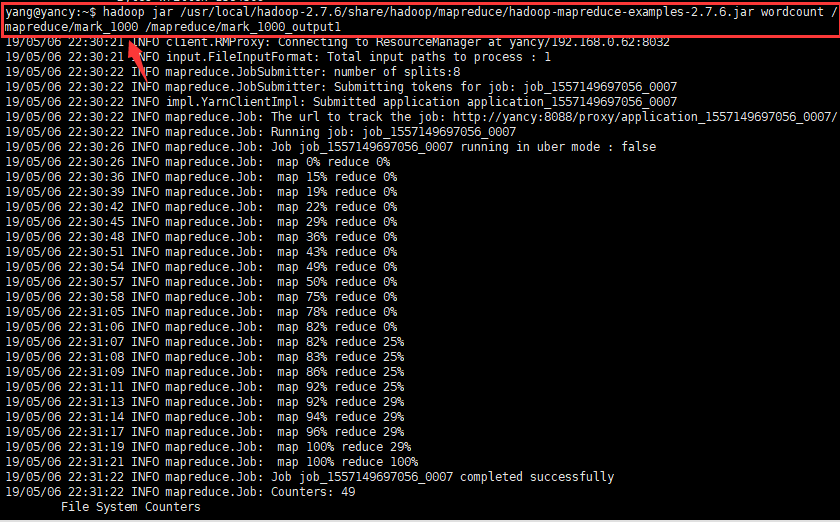 yang@yancy:~$ hadoop jar /usr/local/hadoop-2.7.6/share/hadoop/mapreduce/hadoop-mapreduce-examples-2.7.6.jar wordcount /
mapreduce/mark_1000 /mapreduce/mark_1000_output1
19/05/06 22:30:21 INFO client.RMProxy: Connecting to ResourceManager at yancy/192.168.0.62:8032
19/05/06 22:30:21 INFO input.FileInputFormat: Total input paths to process : 1
19/05/06 22:30:22 INFO mapreduce.JobSubmitter: number of splits:8
19/05/06 22:30:22 INFO mapreduce.JobSubmitter: Submitting tokens for job: job_1557149697056_0007
19/05/06 22:30:22 INFO impl.YarnClientImpl: Submitted application application_1557149697056_0007
19/05/06 22:30:22 INFO mapreduce.Job: The url to track the job: http://yancy:8088/proxy/application_1557149697056_0007/
19/05/06 22:30:22 INFO mapreduce.Job: Running job: job_1557149697056_0007
19/05/06 22:30:26 INFO mapreduce.Job: Job job_1557149697056_0007 running in uber mode : false
19/05/06 22:30:26 INFO mapreduce.Job:  map 0% reduce 0%
19/05/06 22:30:36 INFO mapreduce.Job:  map 15% reduce 0%
19/05/06 22:30:39 INFO mapreduce.Job:  map 19% reduce 0%
19/05/06 22:30:42 INFO mapreduce.Job:  map 22% reduce 0%
19/05/06 22:30:45 INFO mapreduce.Job:  map 29% reduce 0%
19/05/06 22:30:48 INFO mapreduce.Job:  map 36% reduce 0%
19/05/06 22:30:51 INFO mapreduce.Job:  map 43% reduce 0%
19/05/06 22:30:54 INFO mapreduce.Job:  map 49% reduce 0%
19/05/06 22:30:57 INFO mapreduce.Job:  map 50% reduce 0%
19/05/06 22:30:58 INFO mapreduce.Job:  map 75% reduce 0%
19/05/06 22:31:05 INFO mapreduce.Job:  map 78% reduce 0%
19/05/06 22:31:06 INFO mapreduce.Job:  map 82% reduce 0%
19/05/06 22:31:07 INFO mapreduce.Job:  map 82% reduce 25%
19/05/06 22:31:08 INFO mapreduce.Job:  map 83% reduce 25%
19/05/06 22:31:09 INFO mapreduce.Job:  map 86% reduce 25%
19/05/06 22:31:11 INFO mapreduce.Job:  map 92% reduce 25%
19/05/06 22:31:13 INFO mapreduce.Job:  map 92% reduce 29%
19/05/06 22:31:14 INFO mapreduce.Job:  map 94% reduce 29%
19/05/06 22:31:17 INFO mapreduce.Job:  map 96% reduce 29%
19/05/06 22:31:19 INFO mapreduce.Job:  map 100% reduce 29%
19/05/06 22:31:21 INFO mapreduce.Job:  map 100% reduce 100%
19/05/06 22:31:22 INFO mapreduce.Job: Job job_1557149697056_0007 completed successfully
19/05/06 22:31:22 INFO mapreduce.Job: Counters: 49
File System Counters